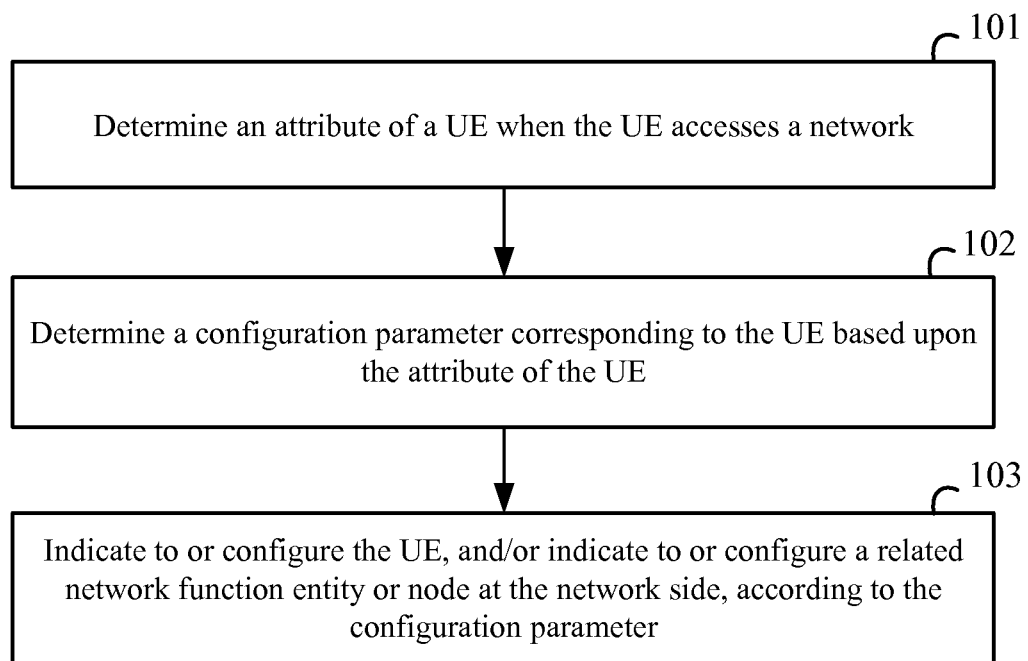 101
Determine an attribute of a UE when the UE accesses a network
102
Determine a configuration parameter corresponding to the UE based upon
the attribute of the UE
103
Indicate to or configure the UE, and/or indicate to or configure a related
network function entity or node at the network side, according to the
configuration parameter